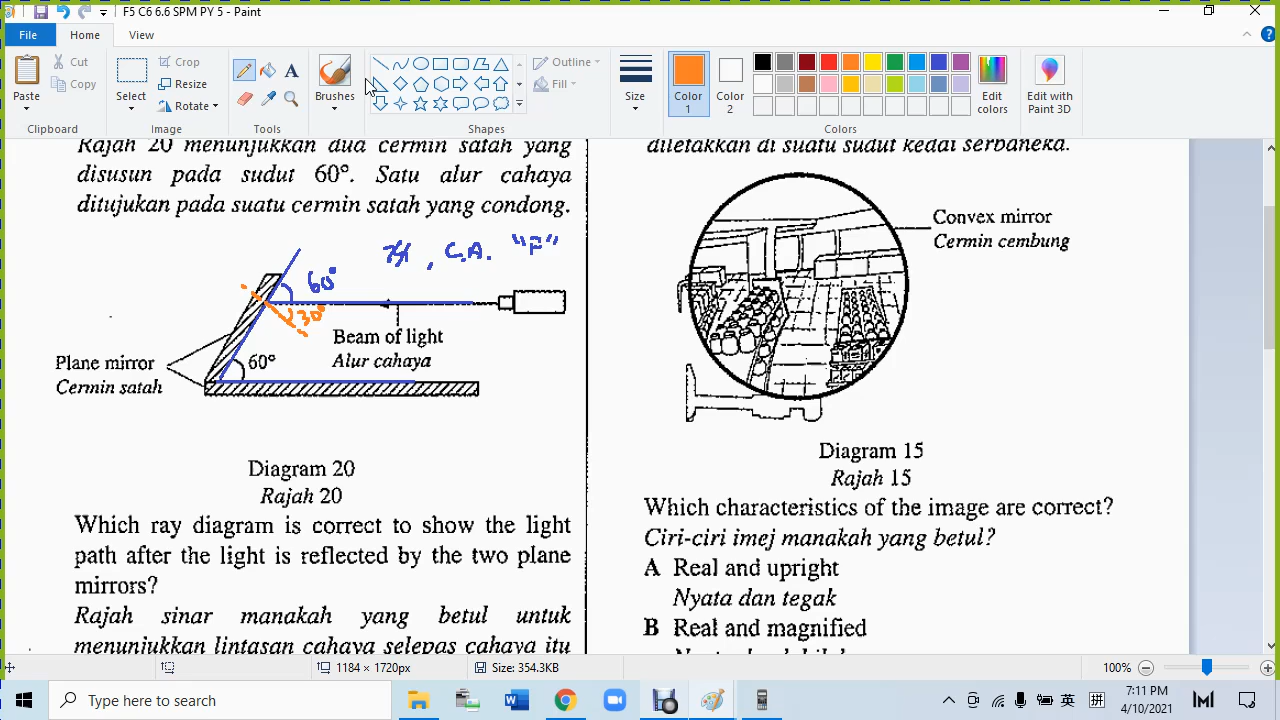 F5 C6 6.6 SPM PY 5 - Paint
File
Home
View
Paste
Cut
Copy
Select
Crop
Resize
Rotate
A
Brushes
Outline
Fill
Size
Color
1
Color
2
Edit
colors
Edit with
Paint 3D
Clipboard
Image
Tools
Shapes
Colors
Rajah 20 menunjukkan dua cermin satah yang
disusun pada sudut 60°. Satu alur cahaya
ditujukan pada suatu cermin satah yang condong.
C.A. "F"
60°
30°
Beam of light
Alur cahaya
60°
Plane mirror
Cermin satah
Diagram 20
Rajah 20
Which ray diagram is correct to show the light
path after the light is reflected by the two plane
mirrors?
Rajah sinar manakah yang betul untuk
menunjukkan lintasan cahaya selepas cahaya itu
diletakkan di suatu sudut kedai serbaneka.
Convex mirror
Cermin cembung
Diagram 15
Rajah 15
Which characteristics of the image are correct?
Ciri-ciri imej manakah yang betul?
A Real and upright
Nyata dan tegak
B Real and magnified
1184 × 1720px
Size: 354.3KB
100%
Type here to search
英
拼
7:11 PM
4/10/2021